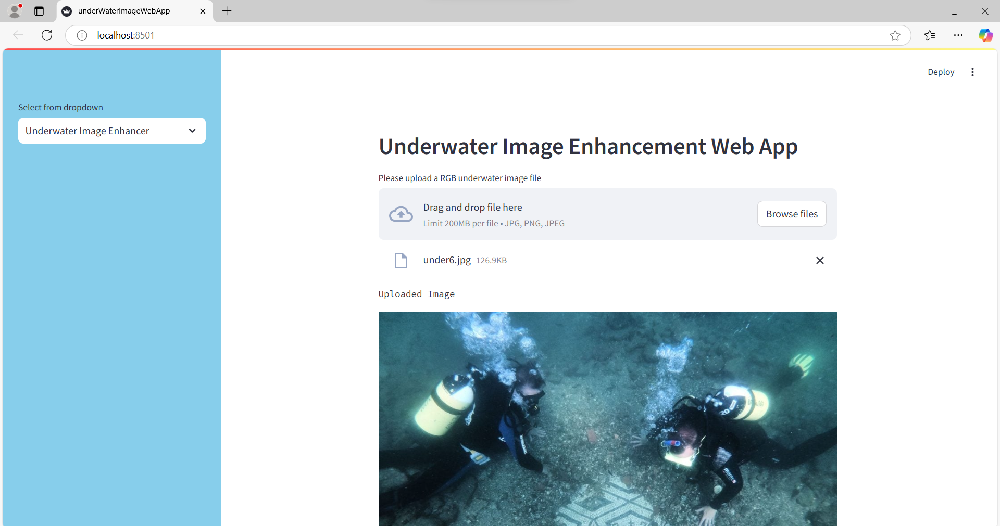 underWaterImageWebApp
localhost:8501
Deploy
Select from dropdown
Underwater Image Enhancer
Underwater Image Enhancement Web App
Please upload a RGB underwater image file
Drag and drop file here
Limit 200MB per file • JPG, PNG, JPEG
Browse files
under6.jpg 126.9KB
Uploaded Image
20
mares